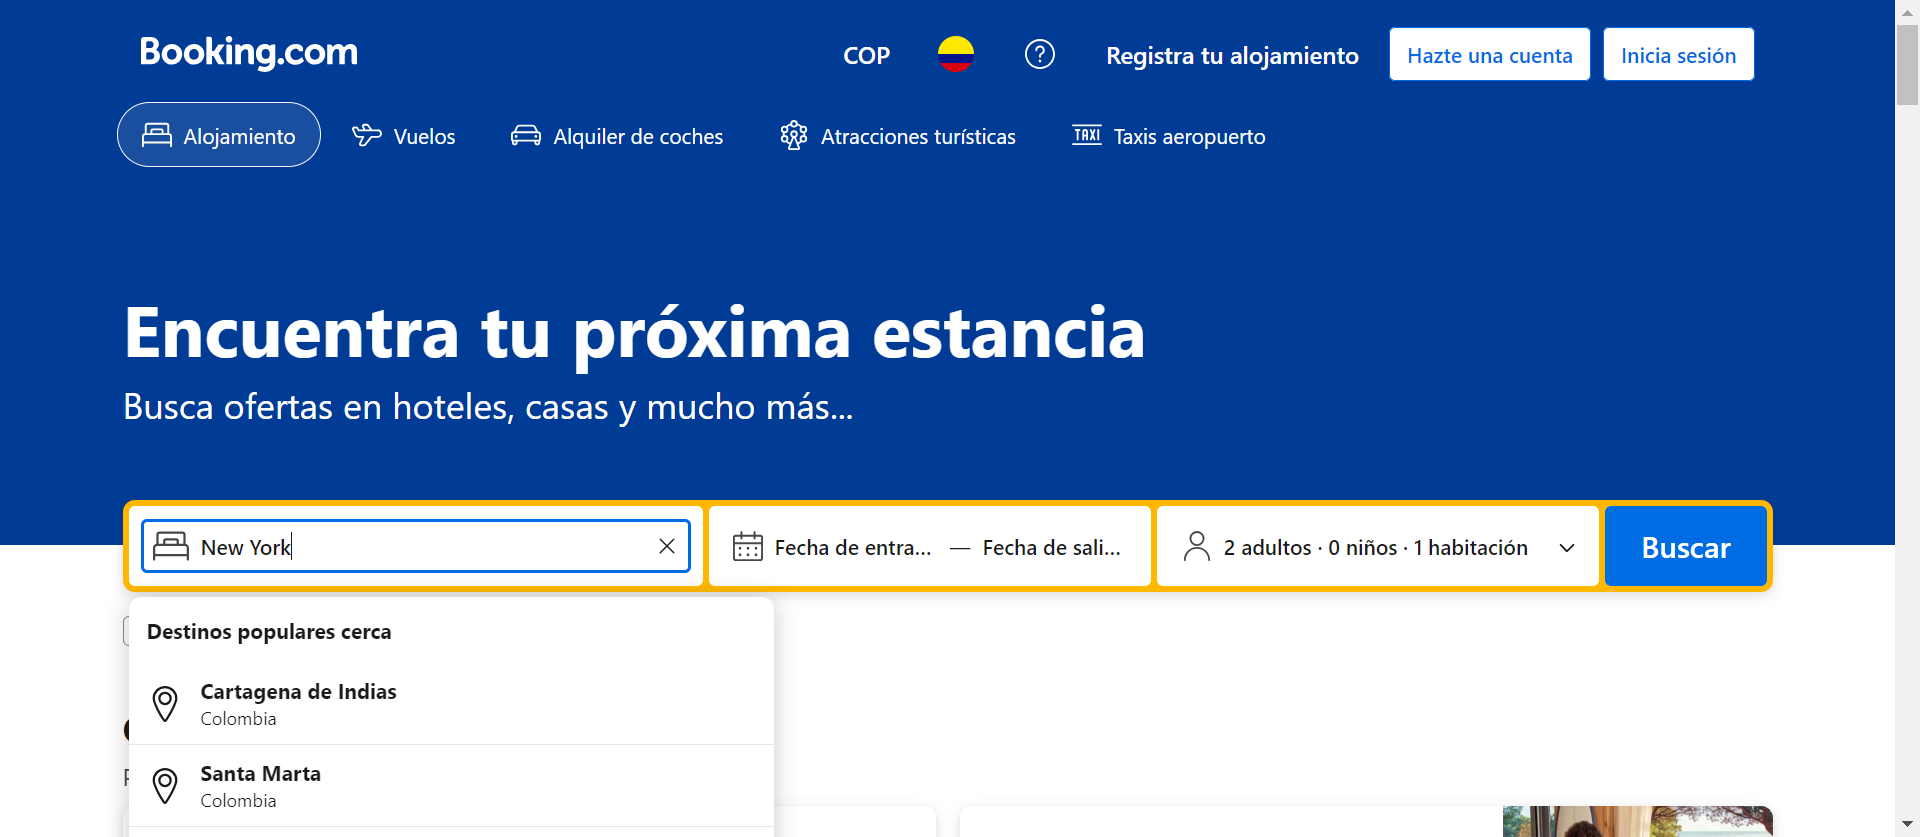 Booking.com
COP
Registra tu alojamiento
Hazte una cuenta
Inicia sesión
Alojamiento
Vuelos
Alquiler de coches
Atracciones turísticas
TAXI
Taxis aeropuerto
Encuentra tu próxima estancia
Busca ofertas en hoteles, casas y mucho más...
New York
Fecha de entra... — Fecha de sali...
2 adultos · 0 niños · 1 habitación
Buscar
Destinos populares cerca
Cartagena de Indias
Colombia
Santa Marta
Colombia